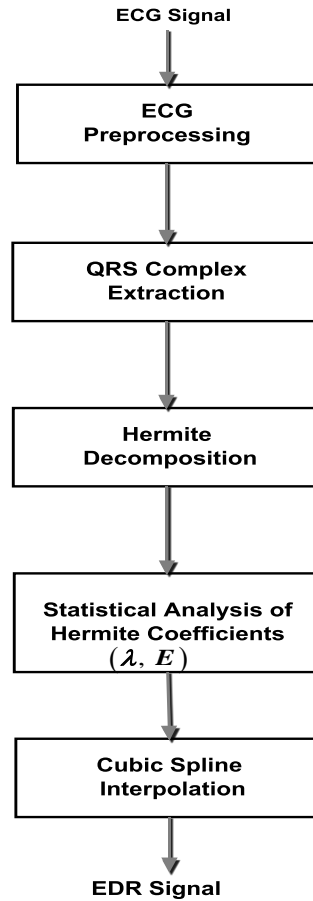 ECG Signal
ECG
Preprocessing
QRS Complex
Extraction
Hermite
Decomposition
Statistical Analysis of
Hermite Coefficients
(λ, E)
Cubic Spline
Interpolation
EDR Signal